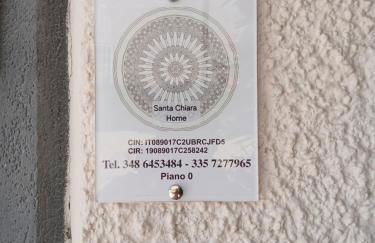 Santa Chiara
Home
CIN: IT089017C2UBRCJFD5
CIR: 19089017C258242
Tel. 348 6453484 - 335 7277965
Piano 0